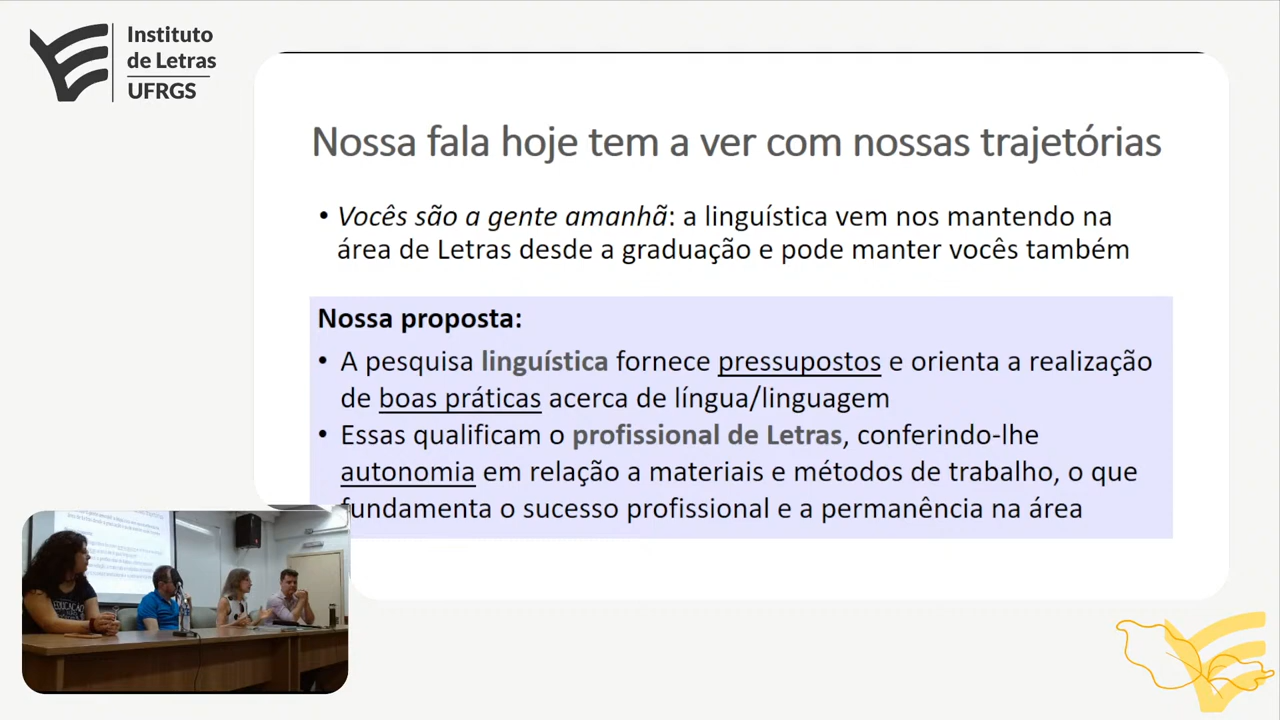 Instituto
de Letras
UFRGS
Nossa fala hoje tem a ver com nossas trajetórias
• Vocês são a gente amanhã: a linguística vem nos mantendo na
área de Letras desde a graduação e pode manter vocês também
Nossa proposta:
• A pesquisa linguística fornece pressupostos e orienta a realização
de boas práticas acerca de língua/linguagem
• Essas qualificam o profissional de Letras, conferindo-lhe
autonomia em relação a materiais e métodos de trabalho, o que
fundamenta o sucesso profissional e a permanência na área
EDUCAÇÃO